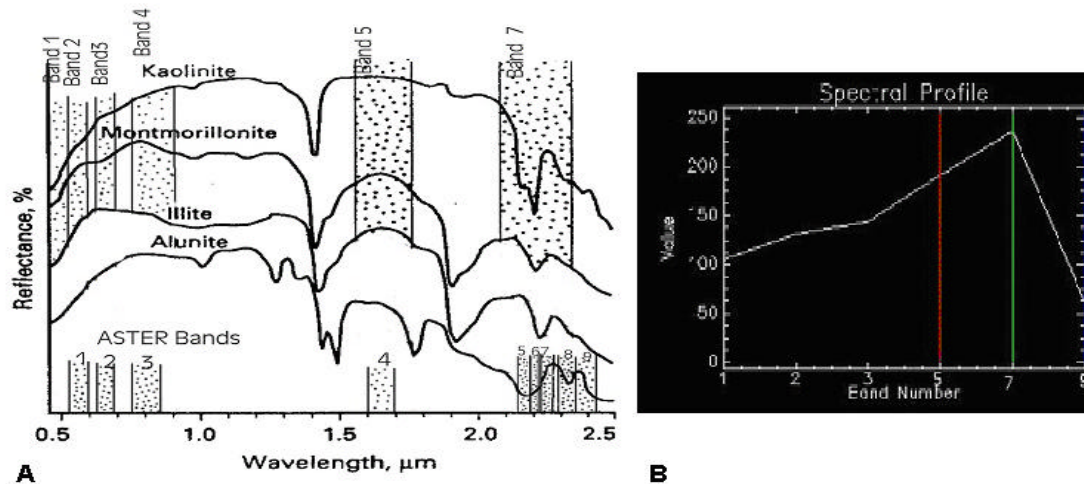 Band 1
Band 2
Band3
Band 4
Band 5
Band 7
Kaolinite
Montmorillonite
Illite
Alunite
Reflectance, %
ASTER Bands
1 2 3 4 5 6 7 8 9
0.5 1.0 1.5 2.0 2.5
Wavelength, μm
A
Spectral Profile
Value
250
200
150
100
50
0
1 2 3 5 7 8
Band Number
B